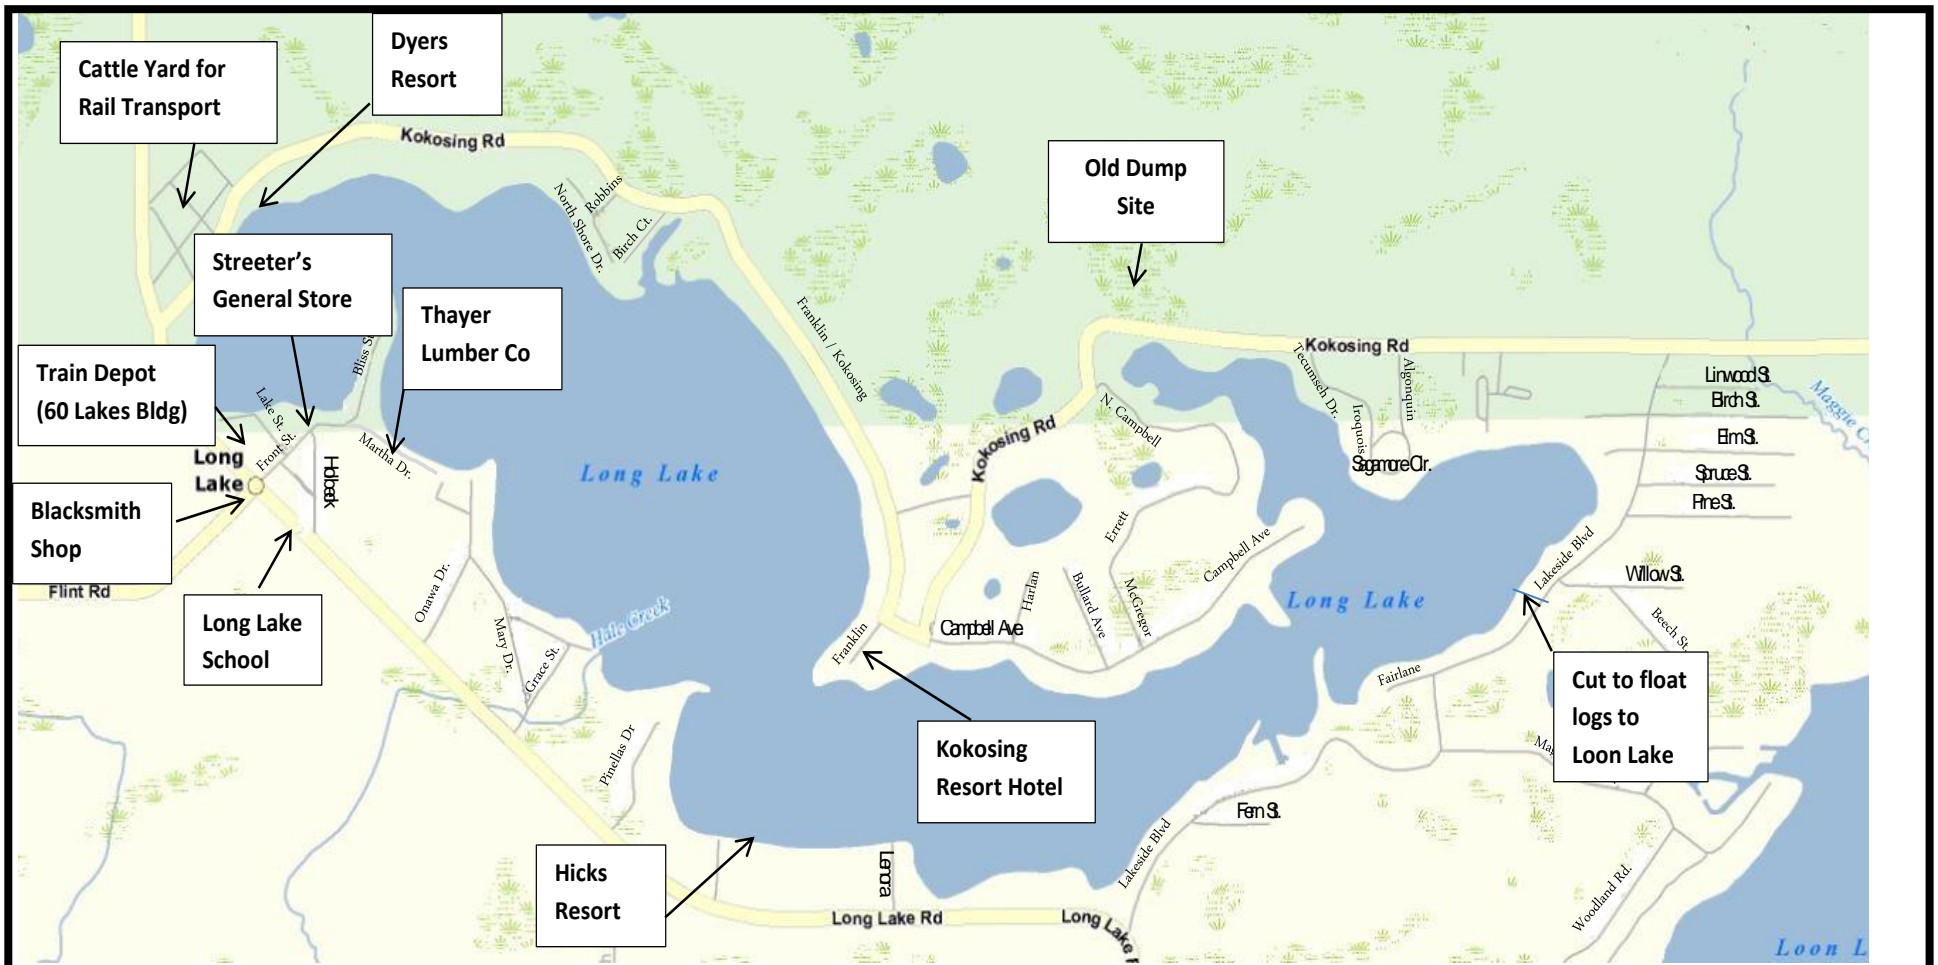 Dyers
Resort
Cattle Yard for
Rail Transport
Kokosing Rd
Robbins
North Shore Dr.
Birch Ct.
Old Dump
Site
Streeter's
General Store
Thayer
Lumber Co
Bliss St
Franklin / Kokosing
Kokosing Rd
Tecumseh Dr.
Algonquin
Iroquois
Sagamore Cir.
Linwood St.
Birch St.
Elm St.
Spruce St.
Pine St.
Maggie Cr
Train Depot
(60 Lakes Bldg)
Lake St.
Front St.
Martha Dr.
Holbeek
Long
Lake
Long Lake
N. Campbell
Kokosing Rd
Blacksmith
Shop
Flint Rd
Long Lake
School
Onawa Dr.
Mary Dr.
Grace St.
Hale Creek
Pinellas Dr
Errett
Campbell Ave
Harlan
Bullard Ave
McGregor
Campbell Ave.
Franklin
Long Lake
Lakeside Blvd
Willow St.
Beech St.
Fairlane
Cut to float
logs to
Loon Lake
Kokosing
Resort Hotel
Fern St.
Lakeside Blvd
Hicks
Resort
Lenora
Long Lake Rd
Long Lake R
Woodland Rd.
Loon L